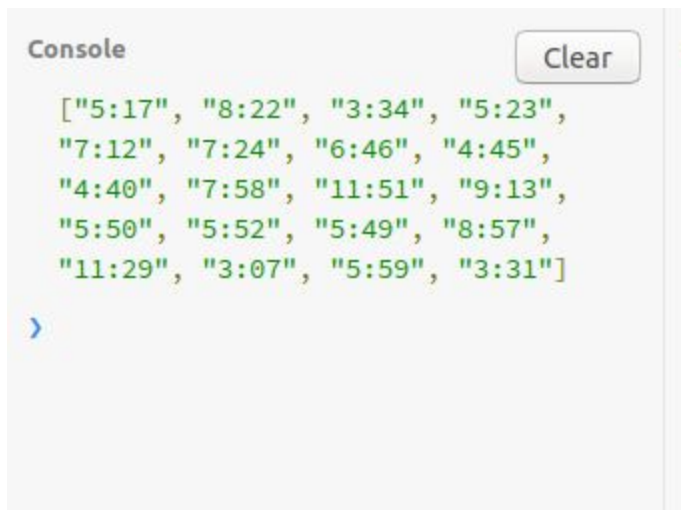 Console
Clear
["5:17", "8:22", "3:34", "5:23",
"7:12", "7:24", "6:46", "4:45",
"4:40", "7:58", "11:51", "9:13",
"5:50", "5:52", "5:49", "8:57",
"11:29", "3:07", "5:59", "3:31"]
❯